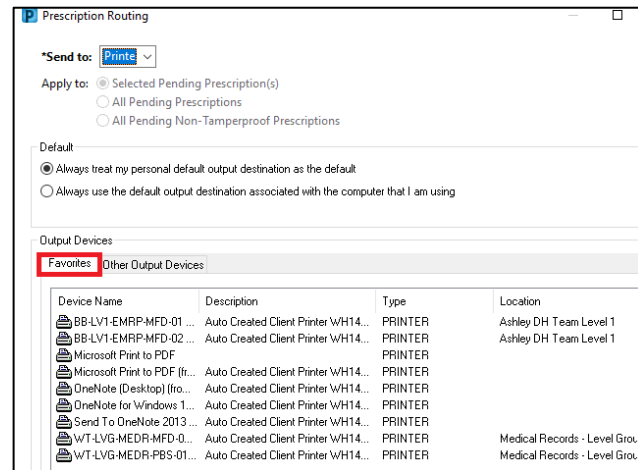 Prescription Routing
*Send to: Printe
Apply to: Selected Pending Prescription(s)
All Pending Prescriptions
All Pending Non-Tamperproof Prescriptions
Default
Always treat my personal default output destination as the default
Always use the default output destination associated with the computer that I am using
Output Devices
Favorites Other Output Devices
Device Name Description Type Location
BB-LV1-EMRP-MFD-01 ... Auto Created Client Printer WH14... PRINTER Ashley DH Team Level 1
BB-LV1-EMRP-MFD-02 ... Auto Created Client Printer WH14... PRINTER Ashley DH Team Level 1
Microsoft Print to PDF PRINTER
Microsoft Print to PDF (fr... Auto Created Client Printer WH14... PRINTER
OneNote (Desktop) (fro... Auto Created Client Printer WH14... PRINTER
OneNote for Windows 1... Auto Created Client Printer WH14... PRINTER
Send To OneNote 2013 ... Auto Created Client Printer WH14... PRINTER
WT-LVG-MEDR-MFD-0... Auto Created Client Printer WH14... PRINTER Medical Records - Level Grou
WT-LVG-MEDR-PBS-01... Auto Created Client Printer WH14... PRINTER Medical Records - Level Grou